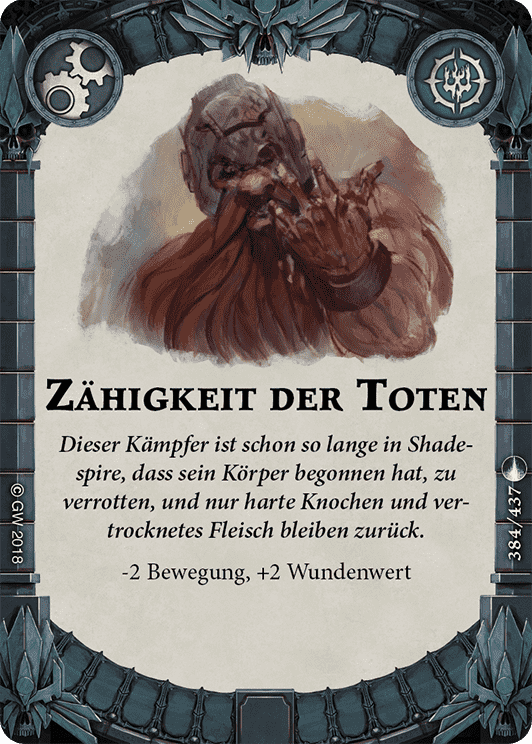 Zähigkeit der Toten
Dieser Kämpfer ist schon so lange in Shade-
spire, dass sein Körper begonnen hat, zu
verrotten, und nur harte Knochen und ver-
trocknetes Fleisch bleiben zurück.
-2 Bewegung, +2 Wundenwert
© GW 2018
384/437